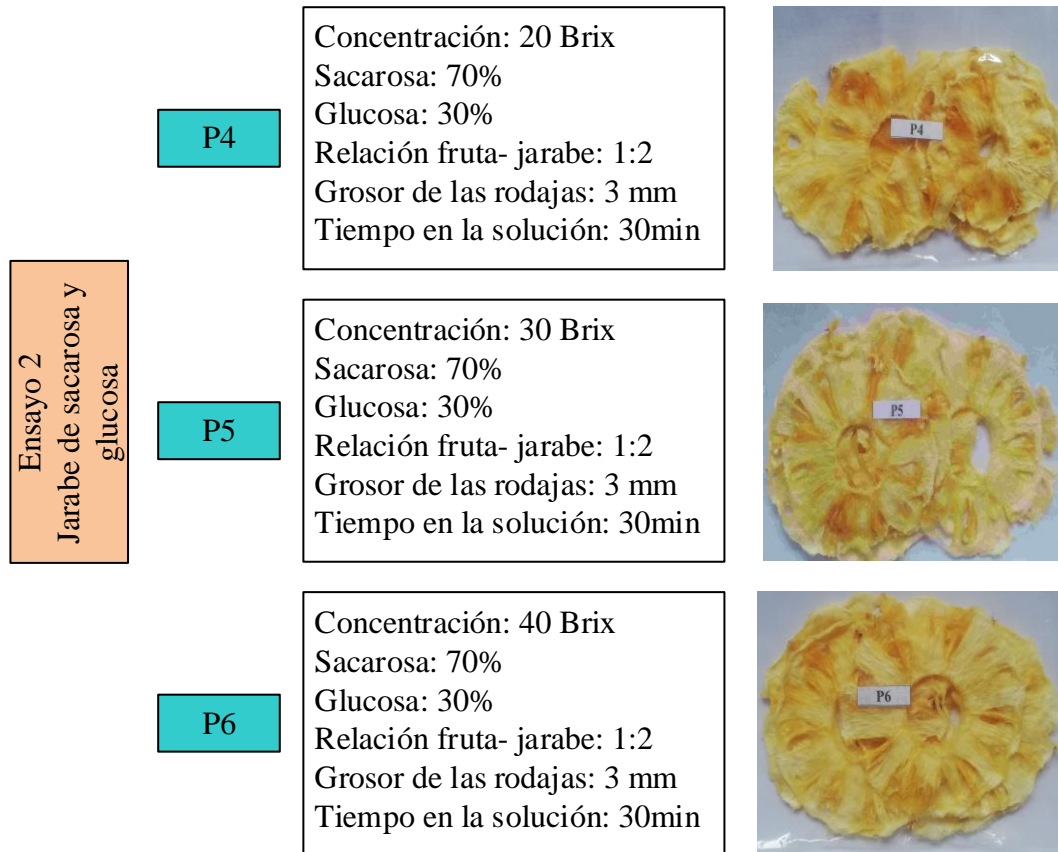 Ensayo 2
Jarabe de sacarosa y
glucosa
P4
Concentración: 20 Brix
Sacarosa: 70%
Glucosa: 30%
Relación fruta- jarabe: 1:2
Grosor de las rodajas: 3 mm
Tiempo en la solución: 30min
P4
P5
Concentración: 30 Brix
Sacarosa: 70%
Glucosa: 30%
Relación fruta- jarabe: 1:2
Grosor de las rodajas: 3 mm
Tiempo en la solución: 30min
P5
P6
Concentración: 40 Brix
Sacarosa: 70%
Glucosa: 30%
Relación fruta- jarabe: 1:2
Grosor de las rodajas: 3 mm
Tiempo en la solución: 30min
P6